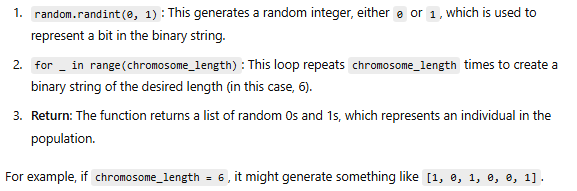 1. random.randint(0, 1) : This generates a random integer, either 0 or 1 , which is used to
represent a bit in the binary string.
2. for _ in range(chromosome_length) : This loop repeats chromosome_length times to create a
binary string of the desired length (in this case, 6).
3. Return: The function returns a list of random 0s and 1s, which represents an individual in the
population.
For example, if chromosome_length = 6 , it might generate something like [1, 0, 1, 0, 0, 1] .